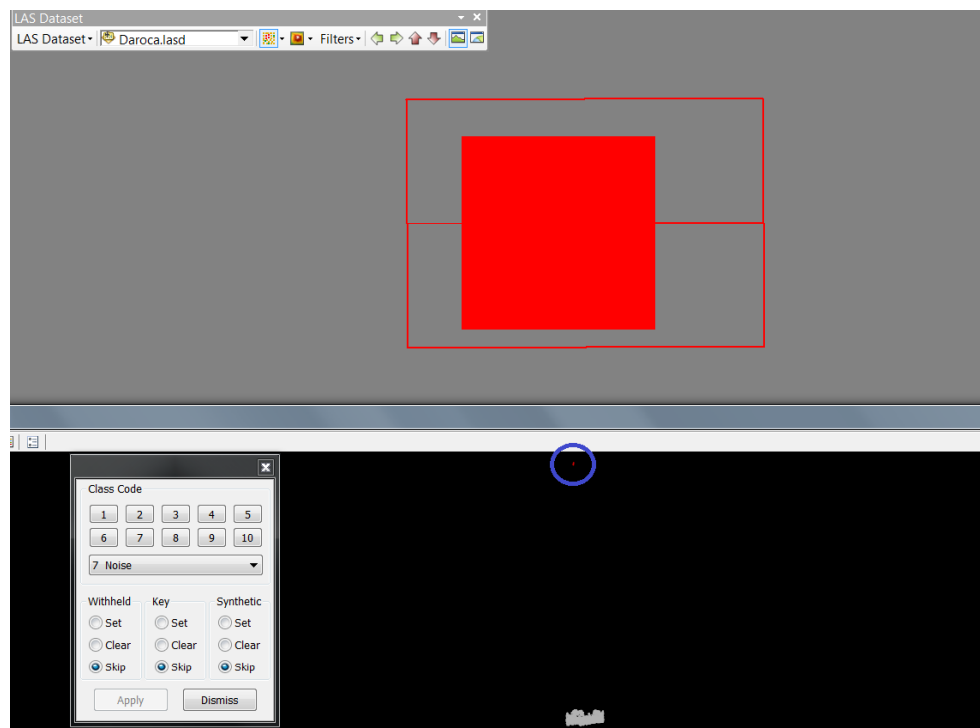 LAS Dataset
LAS Dataset Daroca.lasd Filters
Class Code
1 2 3 4 5
6 7 8 9 10
7 Noise
Withheld Key Synthetic
Set Set Set
Clear Clear Clear
Skip Skip Skip
Apply Dismiss